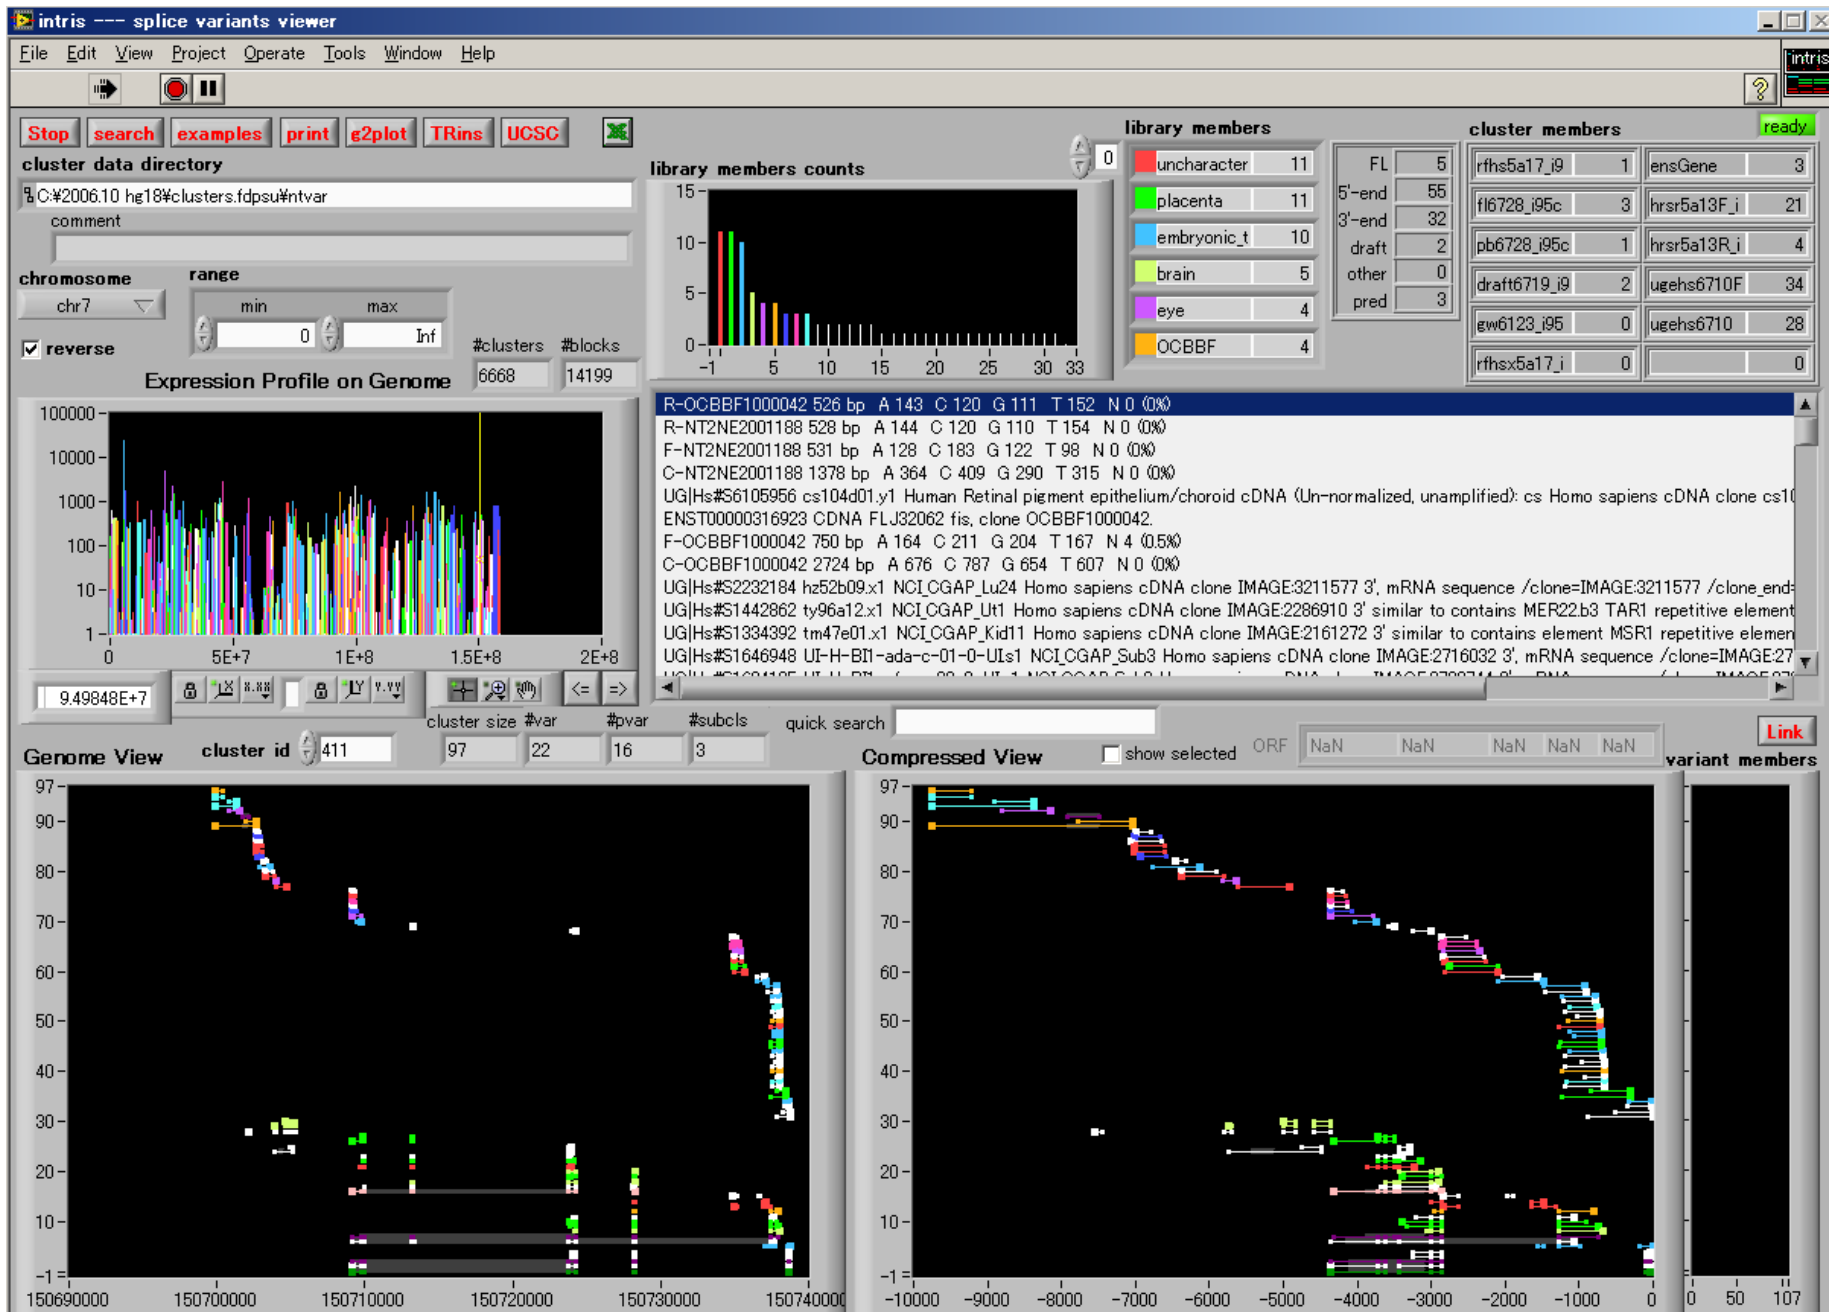 intris --- splice variants viewer
File Edit View Project Operate Tools Window Help
intris
Stop search examples print g2plot TRins UCSC
ready
cluster data directory
C:¥2006.10 hg18¥clusters.fdpsu¥ntvar
comment
chromosome
chr7
reverse
range
min max
0 Inf
#clusters #blocks
6668 14199
library members counts
0
15
10
5
0
-1 5 10 15 20 25 30 33
library members
uncharacter 11
placenta 11
embryonic_t 10
brain 5
eye 4
OCBBF 4
FL 5
5'-end 55
3'-end 32
draft 2
other 0
pred 3
cluster members
rfhs5a17_i9 1 ensGene 3
fl6728_i95c 3 hrsr5a13F_i 21
pb6728_i95c 1 hrsr5a13R_i 4
draft6719_i9 2 ugehs6710F 34
gw6123_i95 0 ugehs6710 28
rfhsx5a17_i 0 0
Expression Profile on Genome
100000
10000
1000
100
10
1
0 5E+7 1E+8 1.5E+8 2E+8
9.49848E+7
R-OCBBF1000042 526 bp A 143 C 120 G 111 T 152 N 0 (0%)
R-NT2NE2001188 528 bp A 144 C 120 G 110 T 154 N 0 (0%)
F-NT2NE2001188 531 bp A 128 C 183 G 122 T 98 N 0 (0%)
C-NT2NE2001188 1378 bp A 364 C 409 G 290 T 315 N 0 (0%)
UG|Hs#S6105956 cs104d01.y1 Human Retinal pigment epithelium/choroid cDNA (Un-normalized, unamplified): cs Homo sapiens cDNA clone cs10
ENST00000316923 CDNA FLJ32062 fis, clone OCBBF1000042.
F-OCBBF1000042 750 bp A 164 C 211 G 204 T 167 N 4 (0.5%)
C-OCBBF1000042 2724 bp A 676 C 787 G 654 T 607 N 0 (0%)
UG|Hs#S2232184 hz52b09.x1 NCI_CGAP_Lu24 Homo sapiens cDNA clone IMAGE:3211577 3', mRNA sequence /clone=IMAGE:3211577 /clone_end=
UG|Hs#S1442862 ty96a12.x1 NCI_CGAP_Ut1 Homo sapiens cDNA clone IMAGE:2286910 3' similar to contains MER22.b3 TAR1 repetitive element
UG|Hs#S1334392 tm47e01.x1 NCI_CGAP_Kid11 Homo sapiens cDNA clone IMAGE:2161272 3' similar to contains element MSR1 repetitive elemen
UG|Hs#S1646948 UI-H-BI1-ada-c-01-0-UI.s1 NCI_CGAP_Sub3 Homo sapiens cDNA clone IMAGE:2716032 3', mRNA sequence /clone=IMAGE:27
<= =>
Genome View
cluster id 411
cluster size #var #pvar #subcls
97 22 16 3
quick search
Compressed View
show selected
ORF NaN NaN NaN NaN NaN
Link
variant members
97
90
80
70
60
50
40
30
20
10
-1
150690000 150700000 150710000 150720000 150730000 150740000
97
90
80
70
60
50
40
30
20
10
-1
-10000 -9000 -8000 -7000 -6000 -5000 -4000 -3000 -2000 -1000 0
0 50 107